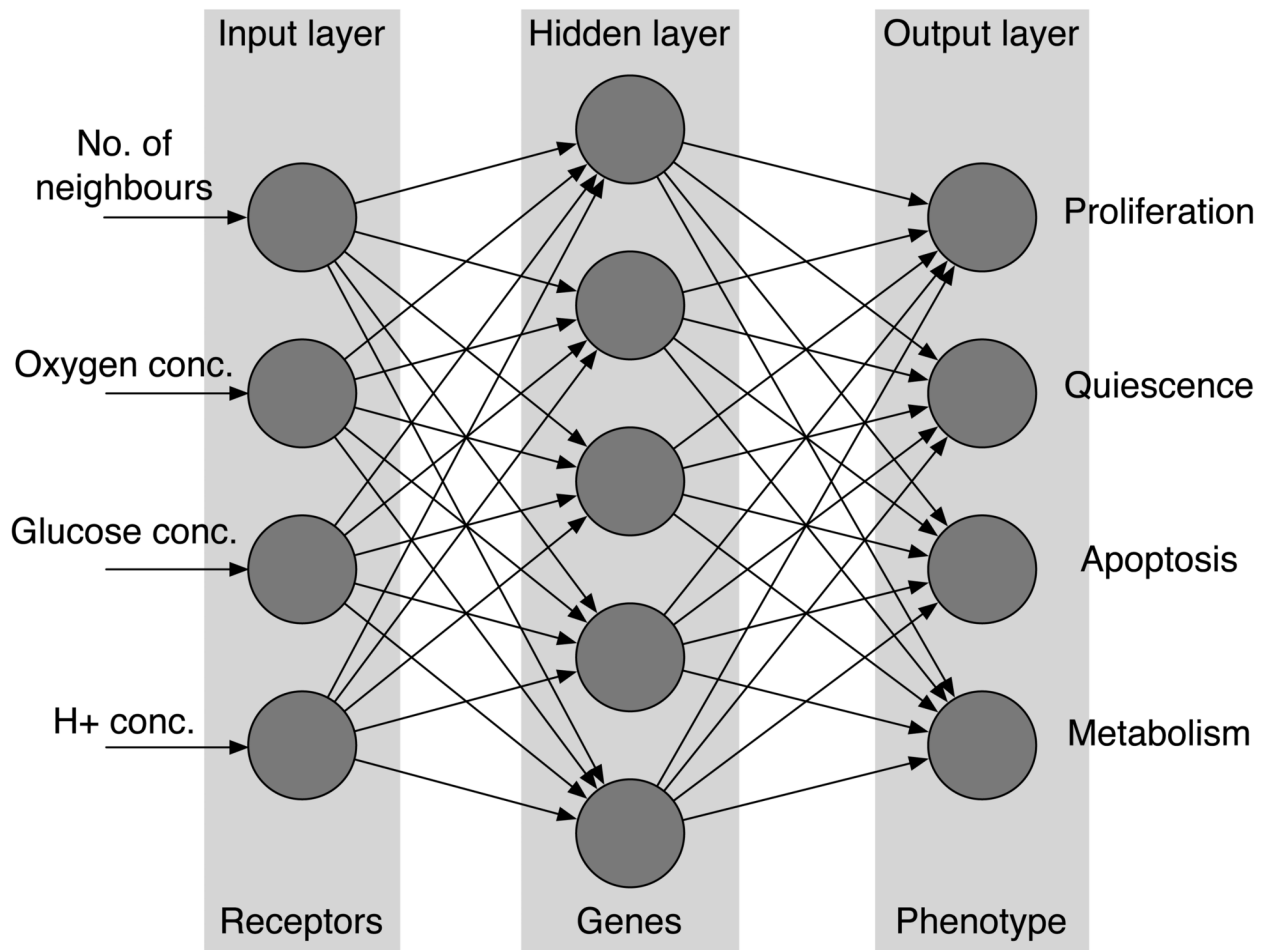 Input layer
Hidden layer
Output layer
No. of
neighbours
Proliferation
Oxygen conc.
Quiescence
Glucose conc.
Apoptosis
H+ conc.
Metabolism
Receptors
Genes
Phenotype